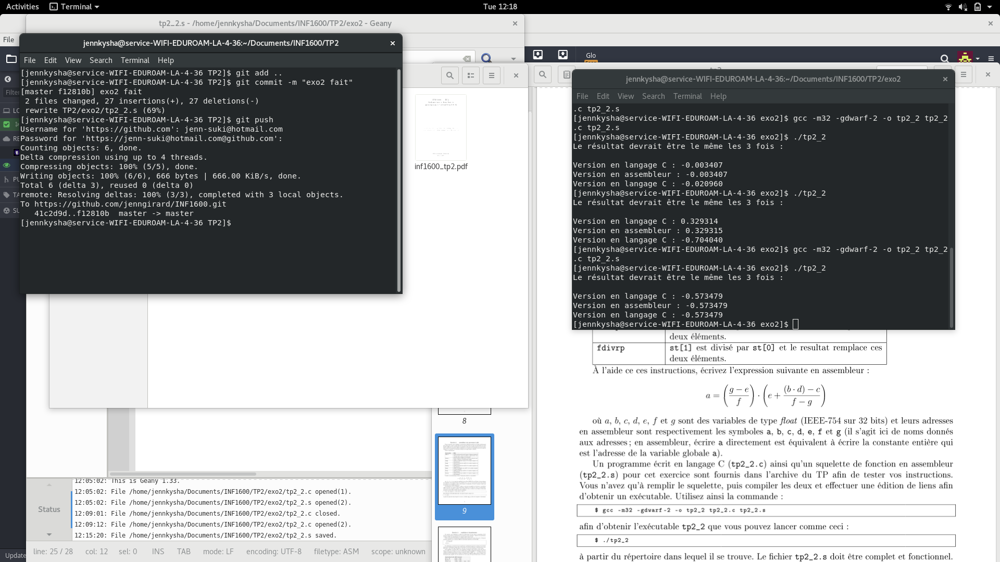 Activities Terminal Tue 12:18
tp2_2.s - /home/jennkysha/Documents/INF1600/TP2/exo2 - Geany
File
jennkysha@service-WIFI-EDUROAM-LA-4-36:~/Documents/INF1600/TP2
File Edit View Search Terminal Help
[jennkysha@service-WIFI-EDUROAM-LA-4-36 TP2]$ git add ..
[jennkysha@service-WIFI-EDUROAM-LA-4-36 TP2]$ git commit -m "exo2 fait"
[master f12810b] exo2 fait
2 files changed, 27 insertions(+), 27 deletions(-)
rewrite TP2/exo2/tp2_2.s (69%)
[jennkysha@service-WIFI-EDUROAM-LA-4-36 TP2]$ git push
Username for 'https://github.com': jenn-suki@hotmail.com
Password for 'https://jenn-suki@hotmail.com@github.com':
Counting objects: 6, done.
Delta compression using up to 4 threads.
Compressing objects: 100% (5/5), done.
Writing objects: 100% (6/6), 666 bytes | 666.00 KiB/s, done.
Total 6 (delta 3), reused 0 (delta 0)
remote: Resolving deltas: 100% (3/3), completed with 3 local objects.
To https://github.com/jenngirard/INF1600.git
41c2d9d..f12810b  master -> master
[jennkysha@service-WIFI-EDUROAM-LA-4-36 TP2]$
Filter
LO
RE
PU
TA
SU
Update
inf1600_tp2.pdf
Glo
jennkysha@service-WIFI-EDUROAM-LA-4-36:~/Documents/INF1600/TP2/exo2
File Edit View Search Terminal Help
.c tp2_2.s
[jennkysha@service-WIFI-EDUROAM-LA-4-36 exo2]$ gcc -m32 -gdwarf-2 -o tp2_2 tp2_2
.c tp2_2.s
[jennkysha@service-WIFI-EDUROAM-LA-4-36 exo2]$ ./tp2_2
Le résultat devrait être le même les 3 fois :
Version en langage C : -0.003407
Version en assembleur : -0.003407
Version en langage C : -0.020960
[jennkysha@service-WIFI-EDUROAM-LA-4-36 exo2]$ ./tp2_2
Le résultat devrait être le même les 3 fois :
Version en langage C : 0.329314
Version en assembleur : 0.329315
Version en langage C : -0.704040
[jennkysha@service-WIFI-EDUROAM-LA-4-36 exo2]$ gcc -m32 -gdwarf-2 -o tp2_2 tp2_2
.c tp2_2.s
[jennkysha@service-WIFI-EDUROAM-LA-4-36 exo2]$ ./tp2_2
Le résultat devrait être le même les 3 fois :
Version en langage C : -0.573479
Version en assembleur : -0.573479
Version en langage C : -0.573479
[jennkysha@service-WIFI-EDUROAM-LA-4-36 exo2]$
deux éléments.
fdivrp st[1] est divisé par st[0] et le resultat remplace ces
deux éléments.
À l'aide ce ces instructions, écrivez l'expression suivante en assembleur :
a = ((g − e)/f) · (e + ((b · d) − c)/(f − g))
où a, b, c, d, e, f et g sont des variables de type float (IEEE-754 sur 32 bits) et leurs adresses
en assembleur sont respectivement les symboles a, b, c, d, e, f et g (il s'agit ici de noms donnés
aux adresses ; en assembleur, écrire a directement est équivalent à écrire la constante entière qui
est l'adresse de la variable globale a).
Un programme écrit en langage C (tp2_2.c) ainsi qu'un squelette de fonction en assembleur
(tp2_2.s) pour cet exercice sont fournis dans l'archive du TP afin de tester vos instructions.
Vous n'avez qu'à remplir le squelette, puis compiler les deux et effectuer une édition de liens afin
d'obtenir un exécutable. Utilisez ainsi la commande :
$ gcc -m32 -gdwarf-2 -o tp2_2 tp2_2.c tp2_2.s
afin d'obtenir l'exécutable tp2_2 que vous pouvez lancer comme ceci :
$ ./tp2_2
à partir du répertoire dans lequel il se trouve. Le fichier tp2_2.s doit être complet et fonctionnel.
8
9
Status
12:05:02: This is Geany 1.33.
12:05:02: File /home/jennkysha/Documents/INF1600/TP2/exo2/tp2_2.c opened(1).
12:05:02: File /home/jennkysha/Documents/INF1600/TP2/exo2/tp2_2.s opened(2).
12:09:01: File /home/jennkysha/Documents/INF1600/TP2/exo2/tp2_2.c closed.
12:09:12: File /home/jennkysha/Documents/INF1600/TP2/exo2/tp2_2.c opened(2).
12:15:20: File /home/jennkysha/Documents/INF1600/TP2/exo2/tp2_2.s saved.
line: 25 / 28 col: 12 sel: 0 INS TAB mode: LF encoding: UTF-8 filetype: ASM scope: unknown